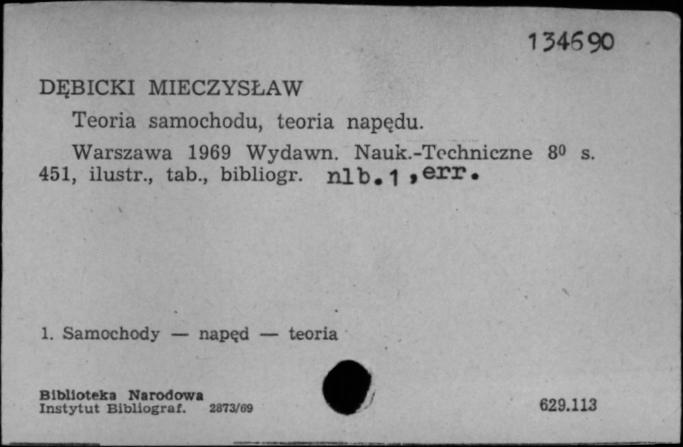 134690
DĘBICKI MIECZYSŁAW
Teoria samochodu, teoria napędu.
Warszawa 1969 Wydawn. Nauk.-Techniczne 8⁰ s.
451, ilustr., tab., bibliogr. nlb.1,err.
1. Samochody — napęd — teoria
Biblioteka Narodowa
Instytut Bibliograf. 2873/69
629.113